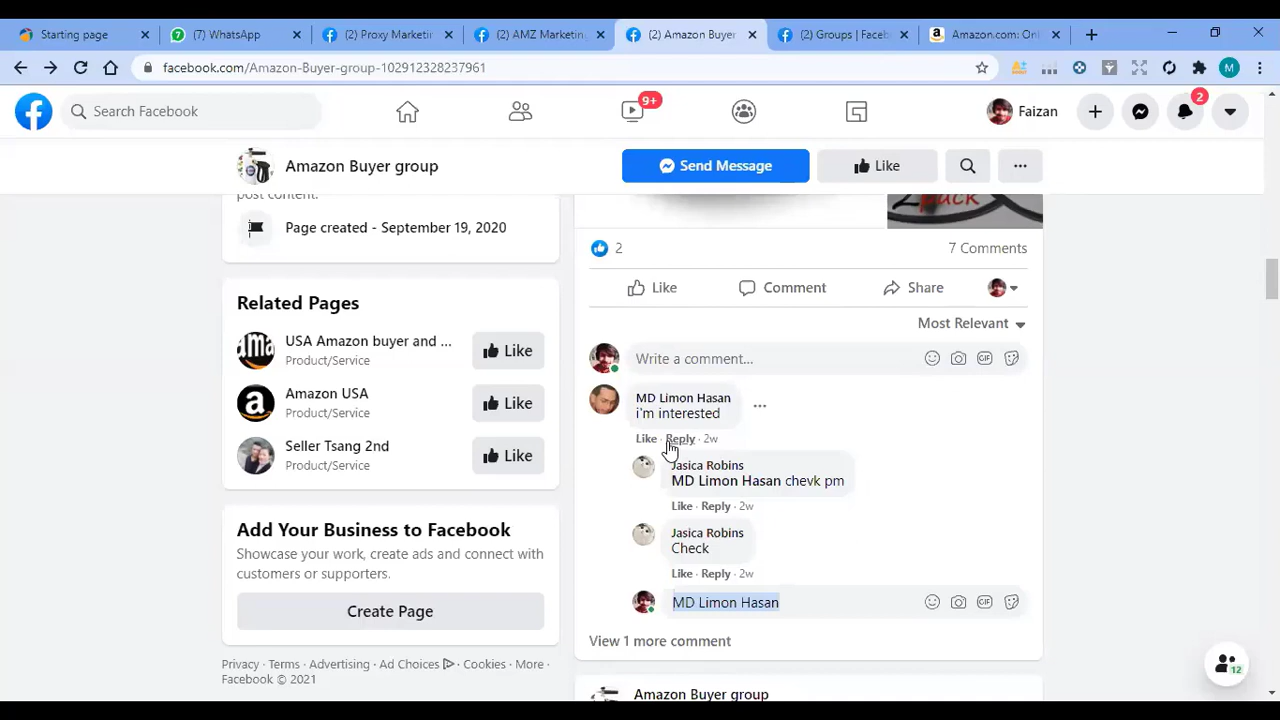 Starting page
(7) WhatsApp
(2) Proxy Marketin
(2) AMZ Marketing
(2) Amazon Buyer
(2) Groups | Faceb
Amazon.com: Onl
facebook.com/Amazon-Buyer-group-102912328237961
M
Search Facebook
9+
Faizan
2
Amazon Buyer group
Send Message
Like
post content.
Page created - September 19, 2020
Related Pages
USA Amazon buyer and ...
Product/Service
Like
Amazon USA
Product/Service
Like
Seller Tsang 2nd
Product/Service
Like
Add Your Business to Facebook
Showcase your work, create ads and connect with
customers or supporters.
Create Page
Privacy · Terms · Advertising · Ad Choices · Cookies · More ·
Facebook © 2021
pack
2
7 Comments
Like
Comment
Share
Most Relevant
Write a comment...
MD Limon Hasan
i'm interested
Like · Reply · 2w
Jasica Robins
MD Limon Hasan chevk pm
Like · Reply · 2w
Jasica Robins
Check
Like · Reply · 2w
MD Limon Hasan
View 1 more comment
Amazon Buyer group
12